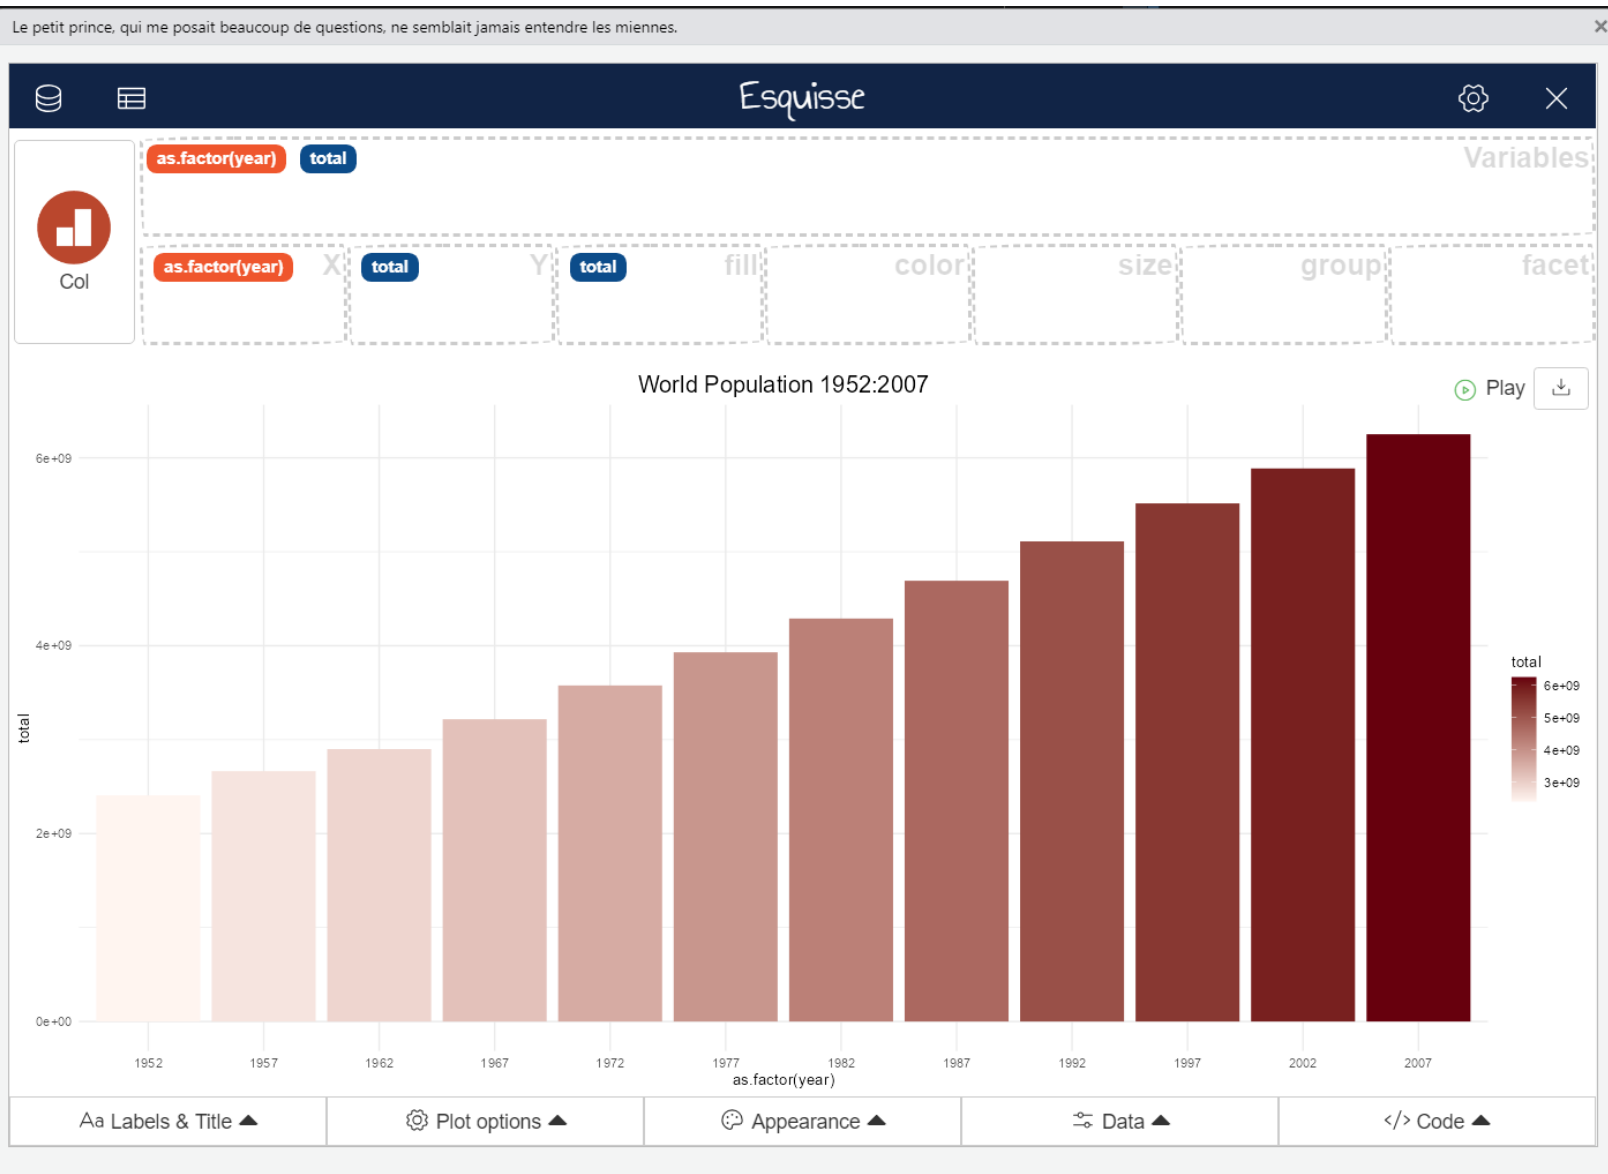 Le petit prince, qui me posait beaucoup de questions, ne semblait jamais entendre les miennes.
Esquisse
as.factor(year) total Variables
Col
as.factor(year) X total Y total fill color size group facet
World Population 1952:2007
Play
6e+09
4e+09
2e+09
0e+00
total
1952 1957 1962 1967 1972 1977 1982 1987 1992 1997 2002 2007
as.factor(year)
total
6e+09
5e+09
4e+09
3e+09
Aa Labels & Title Plot options Appearance Data </> Code